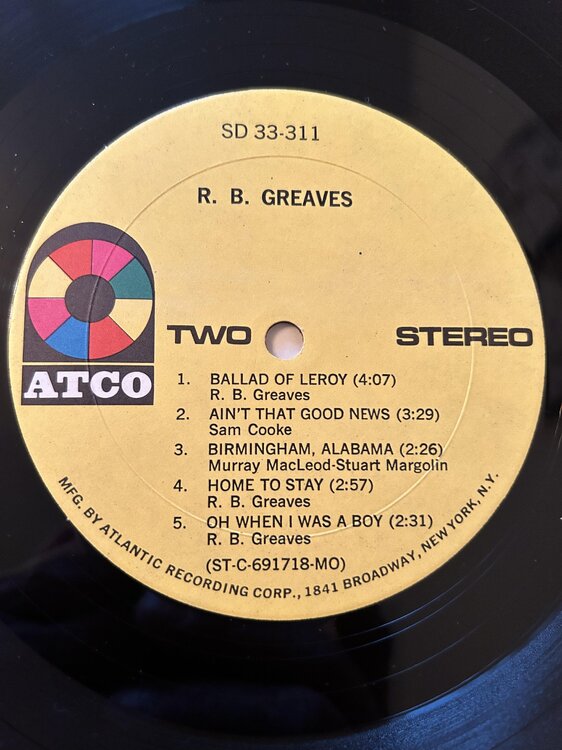 SD 33-311
R. B. GREAVES
ATCO
TWO
STEREO
1. BALLAD OF LEROY (4:07)
R. B. Greaves
2. AIN'T THAT GOOD NEWS (3:29)
Sam Cooke
3. BIRMINGHAM, ALABAMA (2:26)
Murray MacLeod-Stuart Margolin
4. HOME TO STAY (2:57)
R. B. Greaves
5. OH WHEN I WAS A BOY (2:31)
R. B. Greaves
(ST-C-691718-MO)
MFG. BY ATLANTIC RECORDING CORP., 1841 BROADWAY, NEW YORK, N.Y.